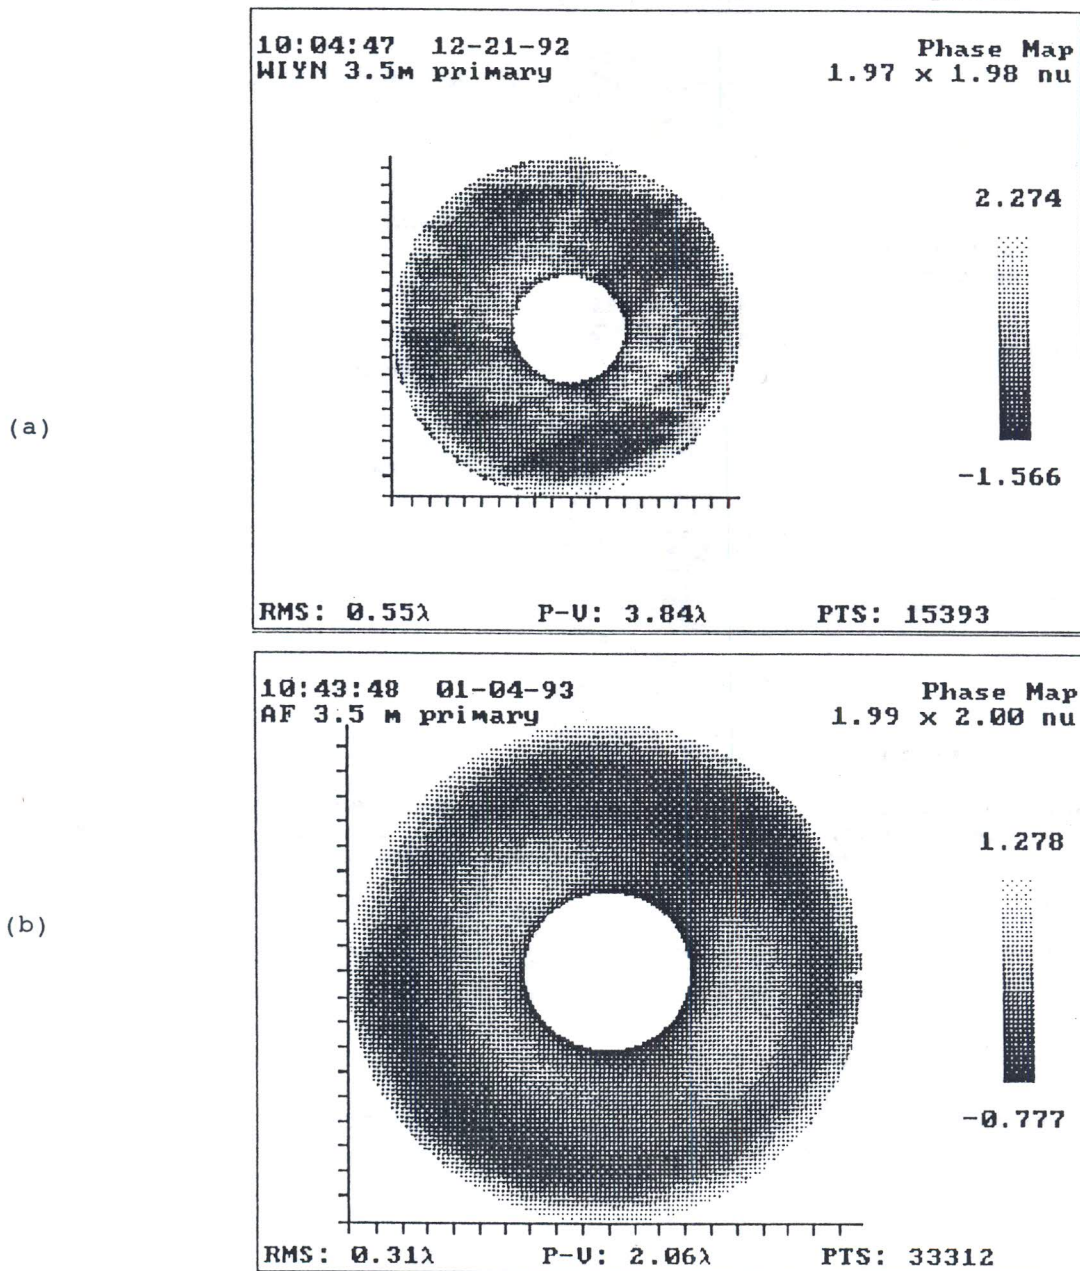 10:04:47 12-21-92 Phase Map
WIYN 3.5м primary 1.97 x 1.98 nu
2.274
-1.566
(a)
RMS: 0.55λ P-V: 3.84λ PTS: 15393
10:43:48 01-04-93 Phase Map
AF 3.5 м primary 1.99 x 2.00 nu
1.278
(b)
-0.777
RMS: 0.31λ P-V: 2.06λ PTS: 33312